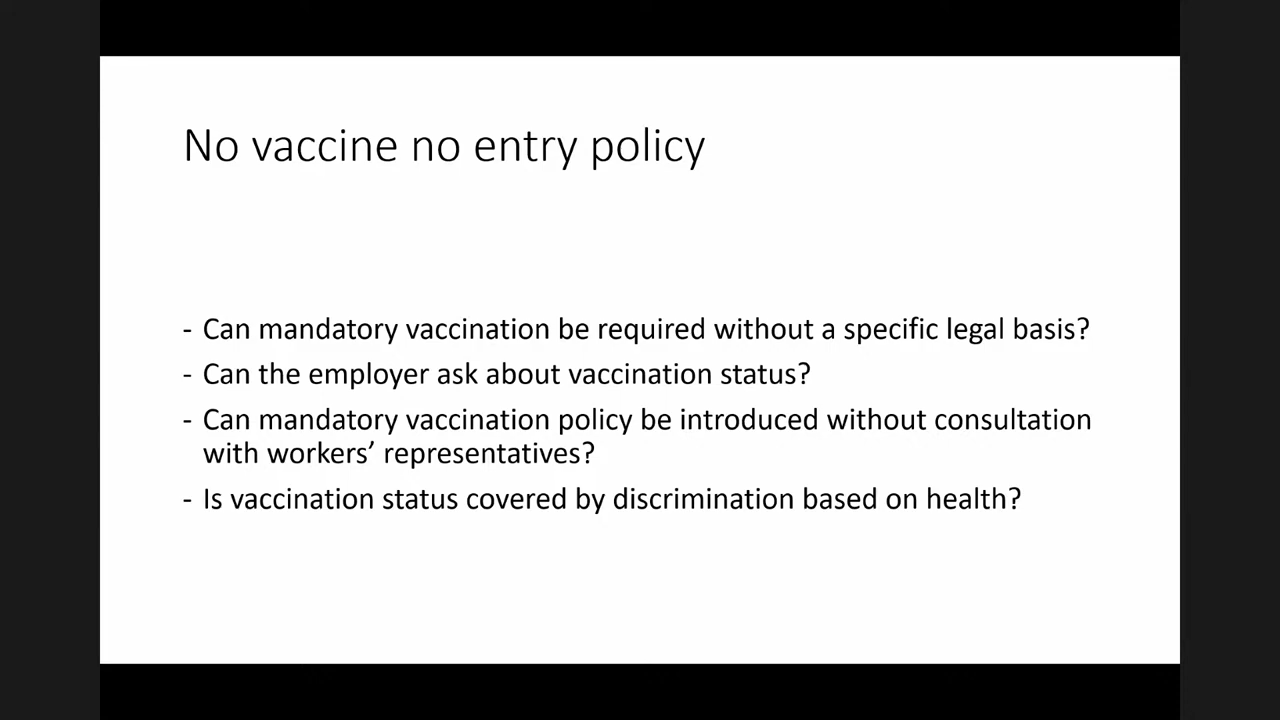 No vaccine no entry policy
- Can mandatory vaccination be required without a specific legal basis?
- Can the employer ask about vaccination status?
- Can mandatory vaccination policy be introduced without consultation
with workers’ representatives?
- Is vaccination status covered by discrimination based on health?